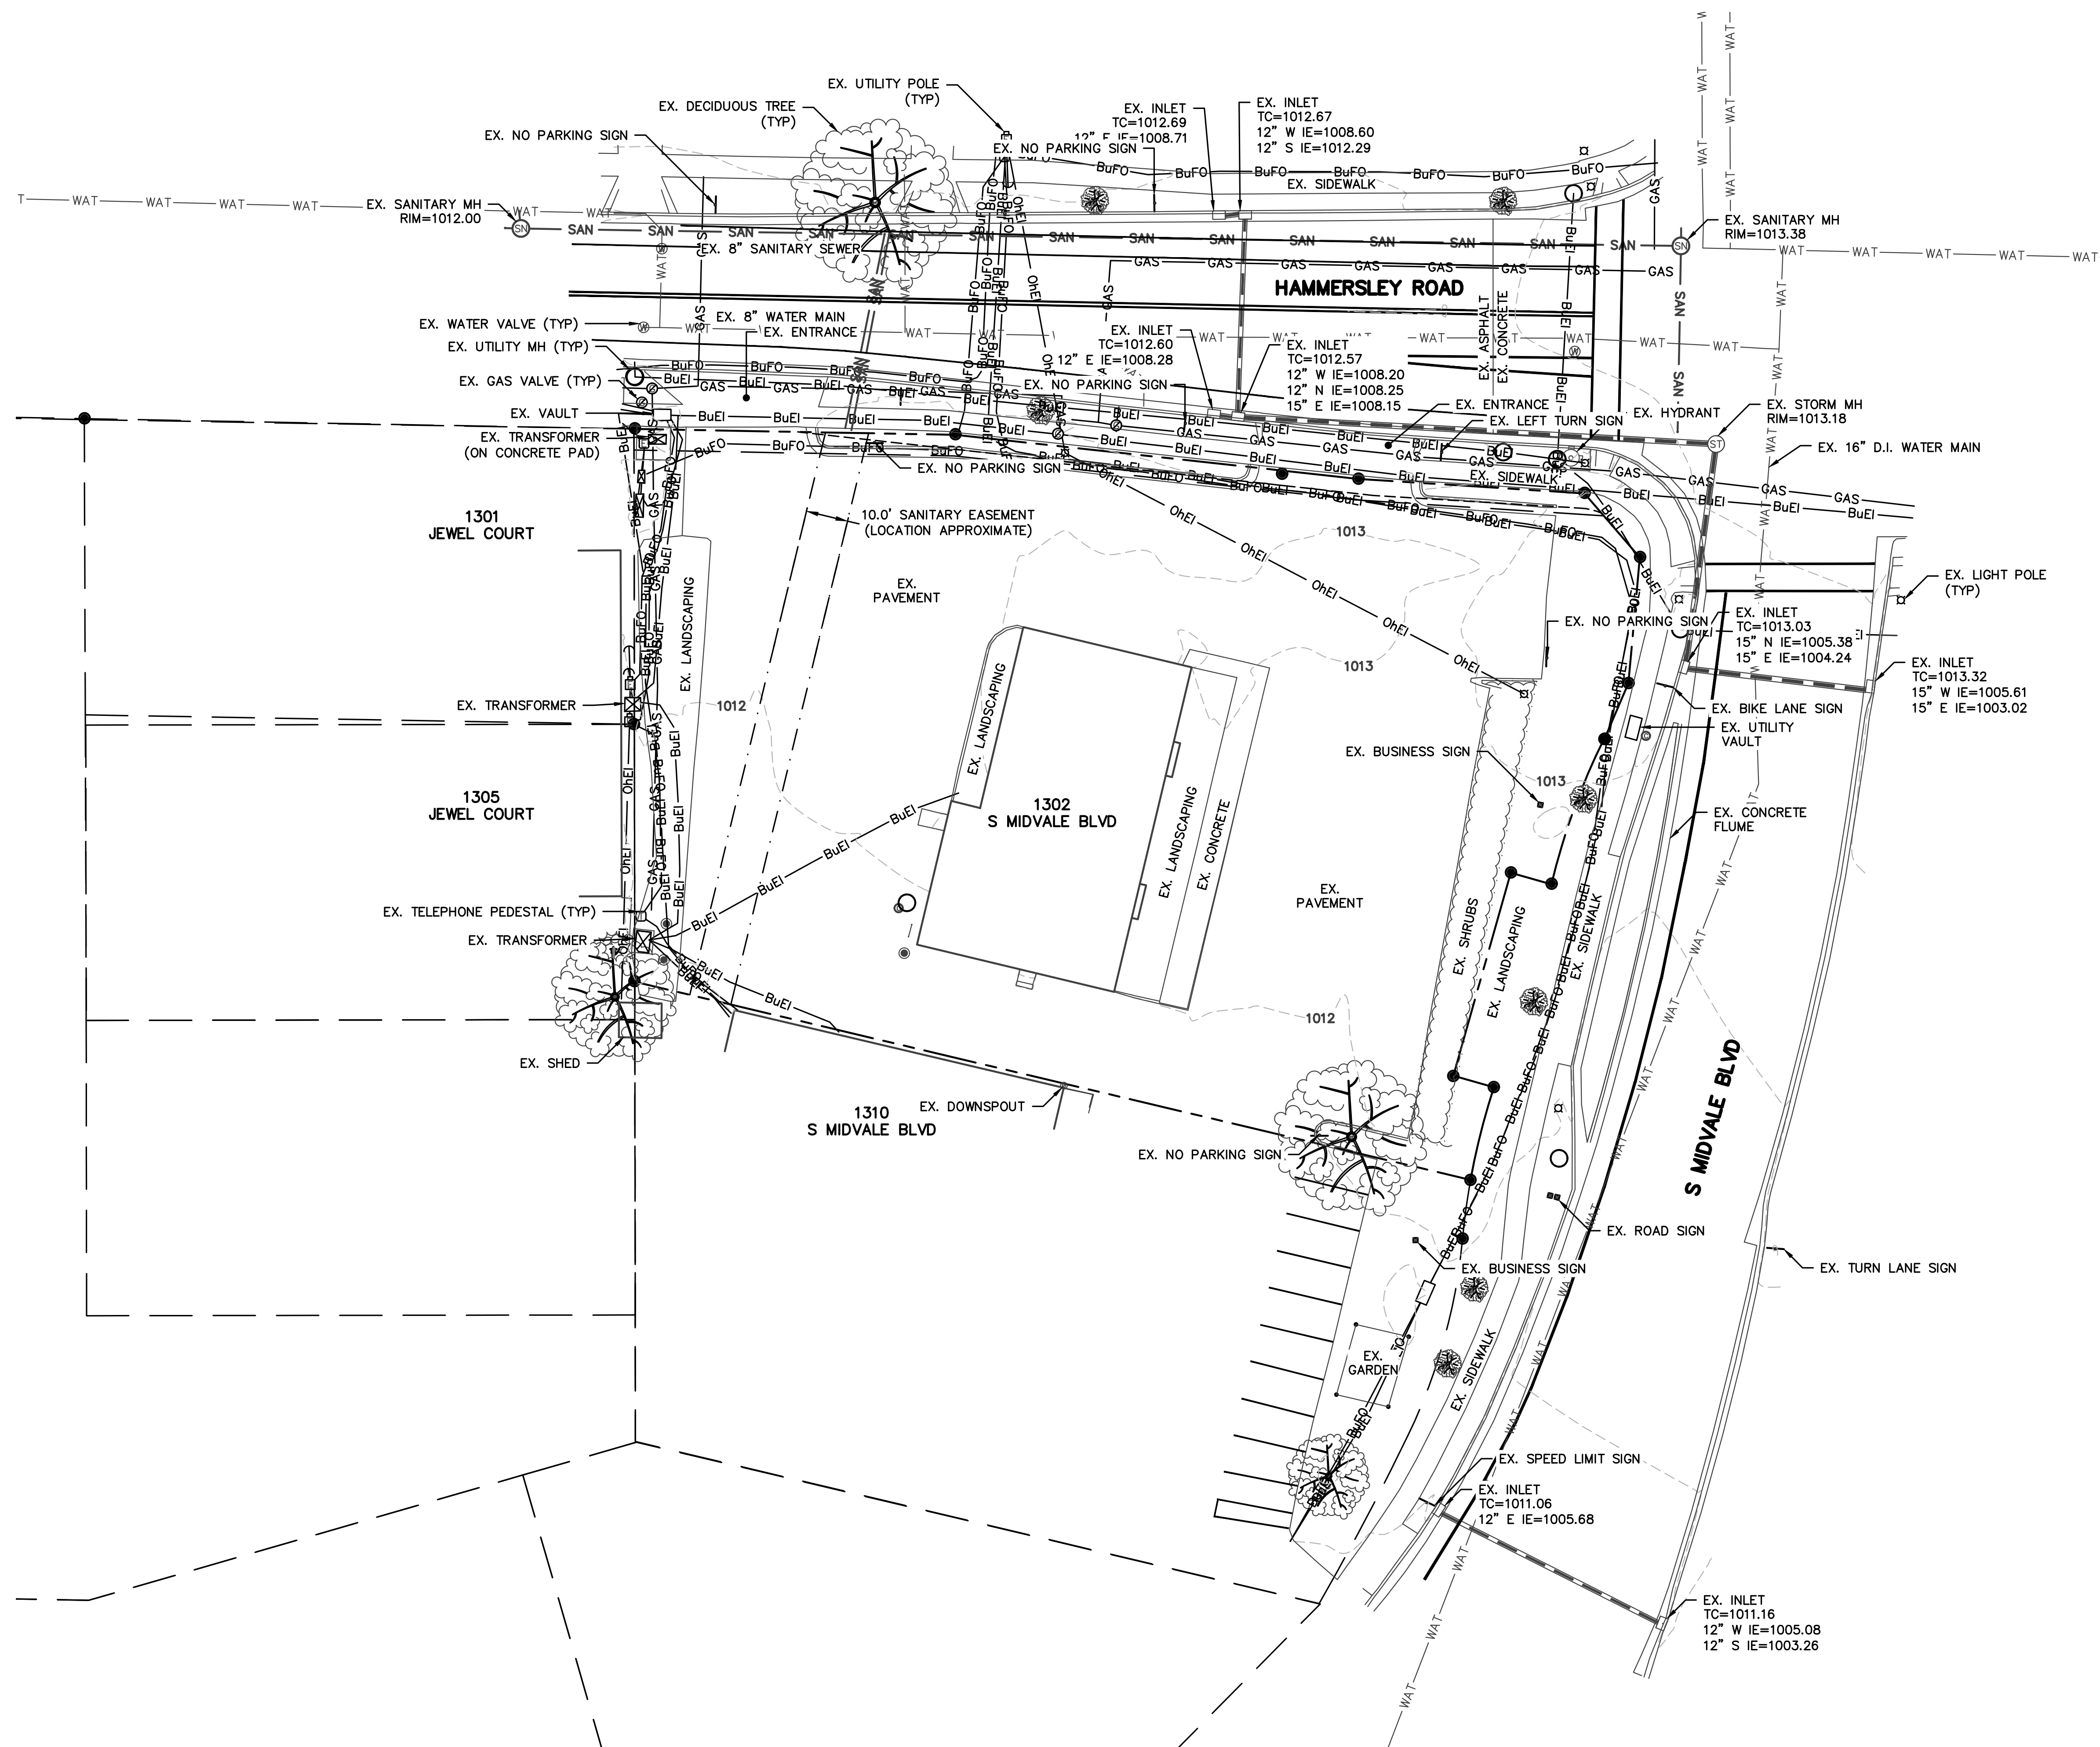 EX. UTILITY POLE
(TYP)
EX. DECIDUOUS TREE
(TYP)
EX. NO PARKING SIGN
EX. INLET
TC=1012.69
12" E IE=1008.71
EX. NO PARKING SIGN
EX. INLET
TC=1012.67
12" W IE=1008.60
12" S IE=1012.29
EX. SIDEWALK
EX. SANITARY MH
RIM=1012.00
EX. SANITARY MH
RIM=1013.38
EX. 8" SANITARY SEWER
HAMMERSLEY ROAD
EX. ASPHALT
EX. CONCRETE
EX. WATER VALVE (TYP)
EX. 8" WATER MAIN
EX. ENTRANCE
EX. UTILITY MH (TYP)
EX. GAS VALVE (TYP)
EX. VAULT
EX. TRANSFORMER
(ON CONCRETE PAD)
EX. INLET
TC=1012.60
12" E IE=1008.28
EX. NO PARKING SIGN
EX. INLET
TC=1012.57
12" W IE=1008.20
12" N IE=1008.25
15" E IE=1008.15
EX. ENTRANCE
EX. LEFT TURN SIGN
EX. HYDRANT
EX. STORM MH
RIM=1013.18
EX. 16" D.I. WATER MAIN
EX. NO PARKING SIGN
EX. SIDEWALK
1301
JEWEL COURT
10.0' SANITARY EASEMENT
(LOCATION APPROXIMATE)
1013
EX.
PAVEMENT
EX. LANDSCAPING
EX. LIGHT POLE
(TYP)
EX. NO PARKING SIGN
EX. INLET
TC=1013.03
15" N IE=1005.38
15" E IE=1004.24
EX. INLET
TC=1013.32
15" W IE=1005.61
15" E IE=1003.02
1013
EX. LANDSCAPING
EX. TRANSFORMER
1012
EX. BIKE LANE SIGN
EX. UTILITY
VAULT
EX. BUSINESS SIGN
1013
1305
JEWEL COURT
1302
S MIDVALE BLVD
EX. LANDSCAPING
EX. CONCRETE
EX. CONCRETE
FLUME
EX.
PAVEMENT
EX. SHRUBS
EX. LANDSCAPING
EX. SIDEWALK
EX. TELEPHONE PEDESTAL (TYP)
EX. TRANSFORMER
1012
EX. SHED
EX. DOWNSPOUT
1310
S MIDVALE BLVD
S MIDVALE BLVD
EX. NO PARKING SIGN
EX. ROAD SIGN
EX. BUSINESS SIGN
EX. TURN LANE SIGN
EX.
GARDEN
EX. SIDEWALK
EX. SPEED LIMIT SIGN
EX. INLET
TC=1011.06
12" E IE=1005.68
EX. INLET
TC=1011.16
12" W IE=1005.08
12" S IE=1003.26